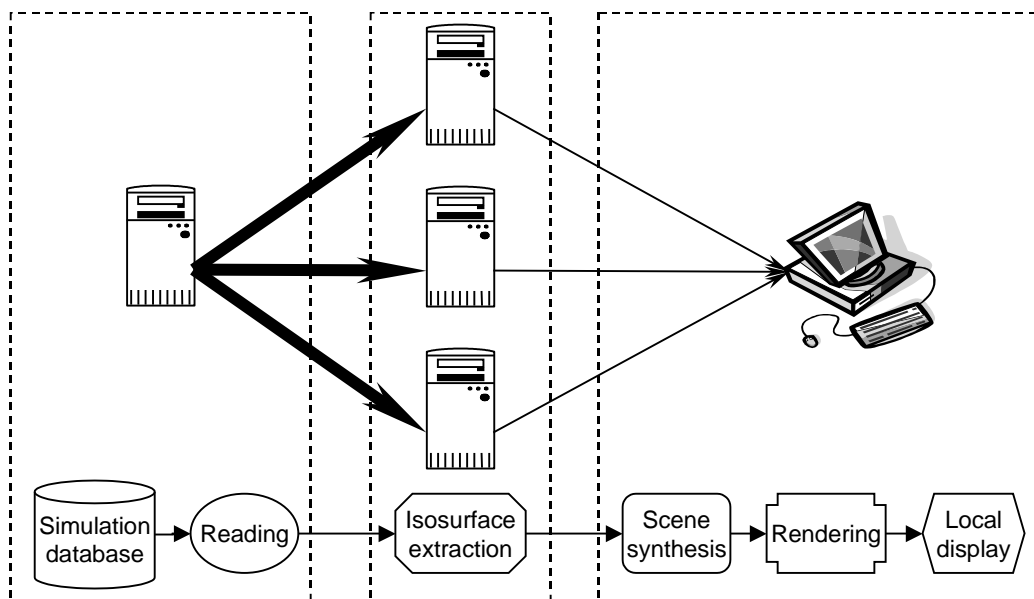 Simulation
database
Reading
Isosurface
extraction
Scene
synthesis
Rendering
Local
display